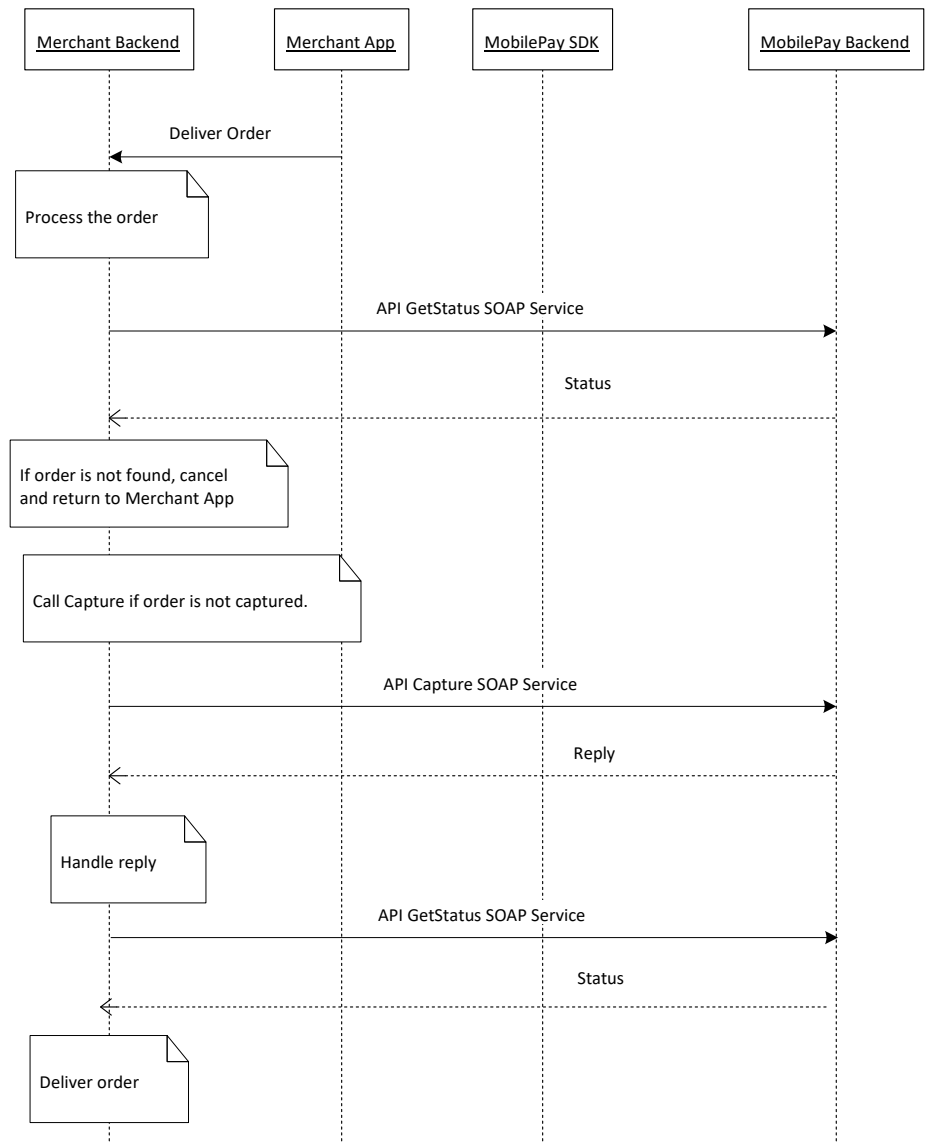 Merchant Backend
Merchant App
MobilePay SDK
MobilePay Backend
Deliver Order
Process the order
API GetStatus SOAP Service
Status
If order is not found, cancel
and return to Merchant App
Call Capture if order is not captured.
API Capture SOAP Service
Reply
Handle reply
API GetStatus SOAP Service
Status
Deliver order